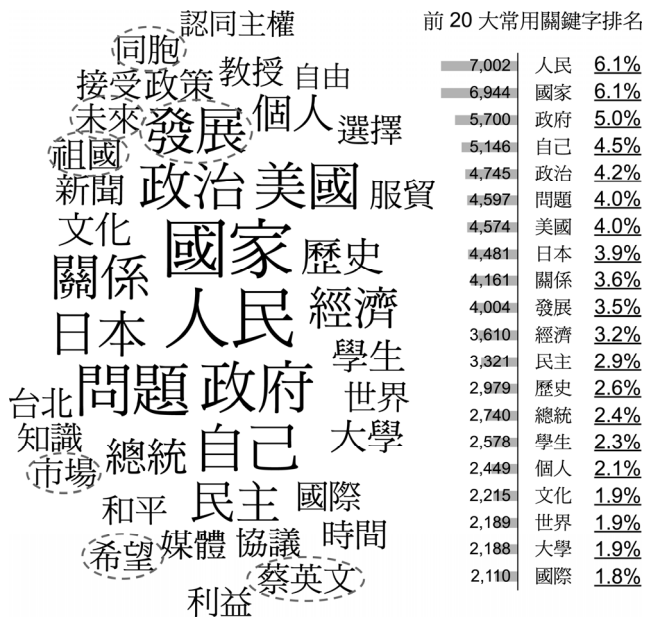 認同主權
同胞
接受政策 教授 自由
未來 發展 個人 選擇
祖國
新聞 政治 美國 服貿
文化 國家 歷史
關係
日本 人民 經濟
學生
問題 政府 世界
台北
知識 總統 自己 大學
市場
和平 民主 國際
希望 媒體 協議 時間
蔡英文
利益
前 20 大常用關鍵字排名
7,002 人民 6.1%
6,944 國家 6.1%
5,700 政府 5.0%
5,146 自己 4.5%
4,745 政治 4.2%
4,597 問題 4.0%
4,574 美國 4.0%
4,481 日本 3.9%
4,161 關係 3.6%
4,004 發展 3.5%
3,610 經濟 3.2%
3,321 民主 2.9%
2,979 歷史 2.6%
2,740 總統 2.4%
2,578 學生 2.3%
2,449 個人 2.1%
2,215 文化 1.9%
2,189 世界 1.9%
2,188 大學 1.9%
2,110 國際 1.8%